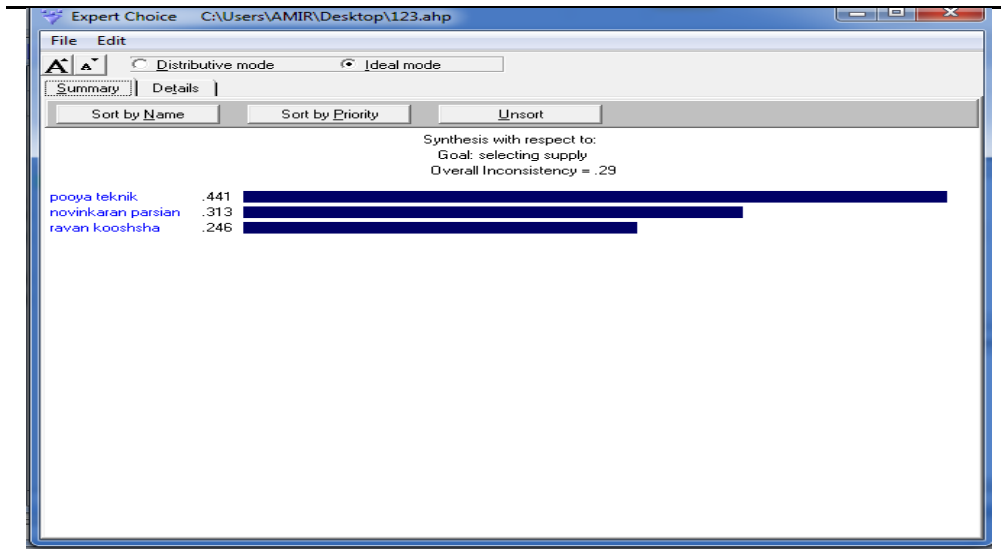 Expert Choice C:\Users\AMIR\Desktop\123.ahp
File Edit
A A Distributive mode Ideal mode
Summary Details
Sort by Name Sort by Priority Unsort
Synthesis with respect to:
Goal: selecting supply
Overall Inconsistency = .29
pooya teknik .441
novinkaran parsian .313
ravan kooshsha .246